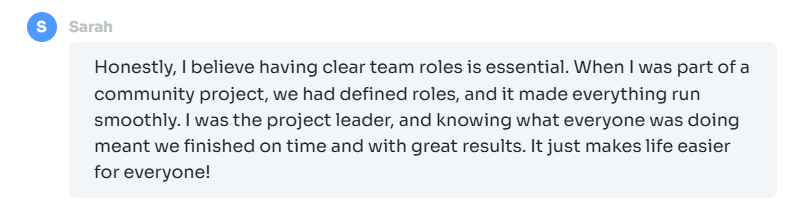 S
Sarah
Honestly, I believe having clear team roles is essential. When I was part of a
community project, we had defined roles, and it made everything run
smoothly. I was the project leader, and knowing what everyone was doing
meant we finished on time and with great results. It just makes life easier
for everyone!